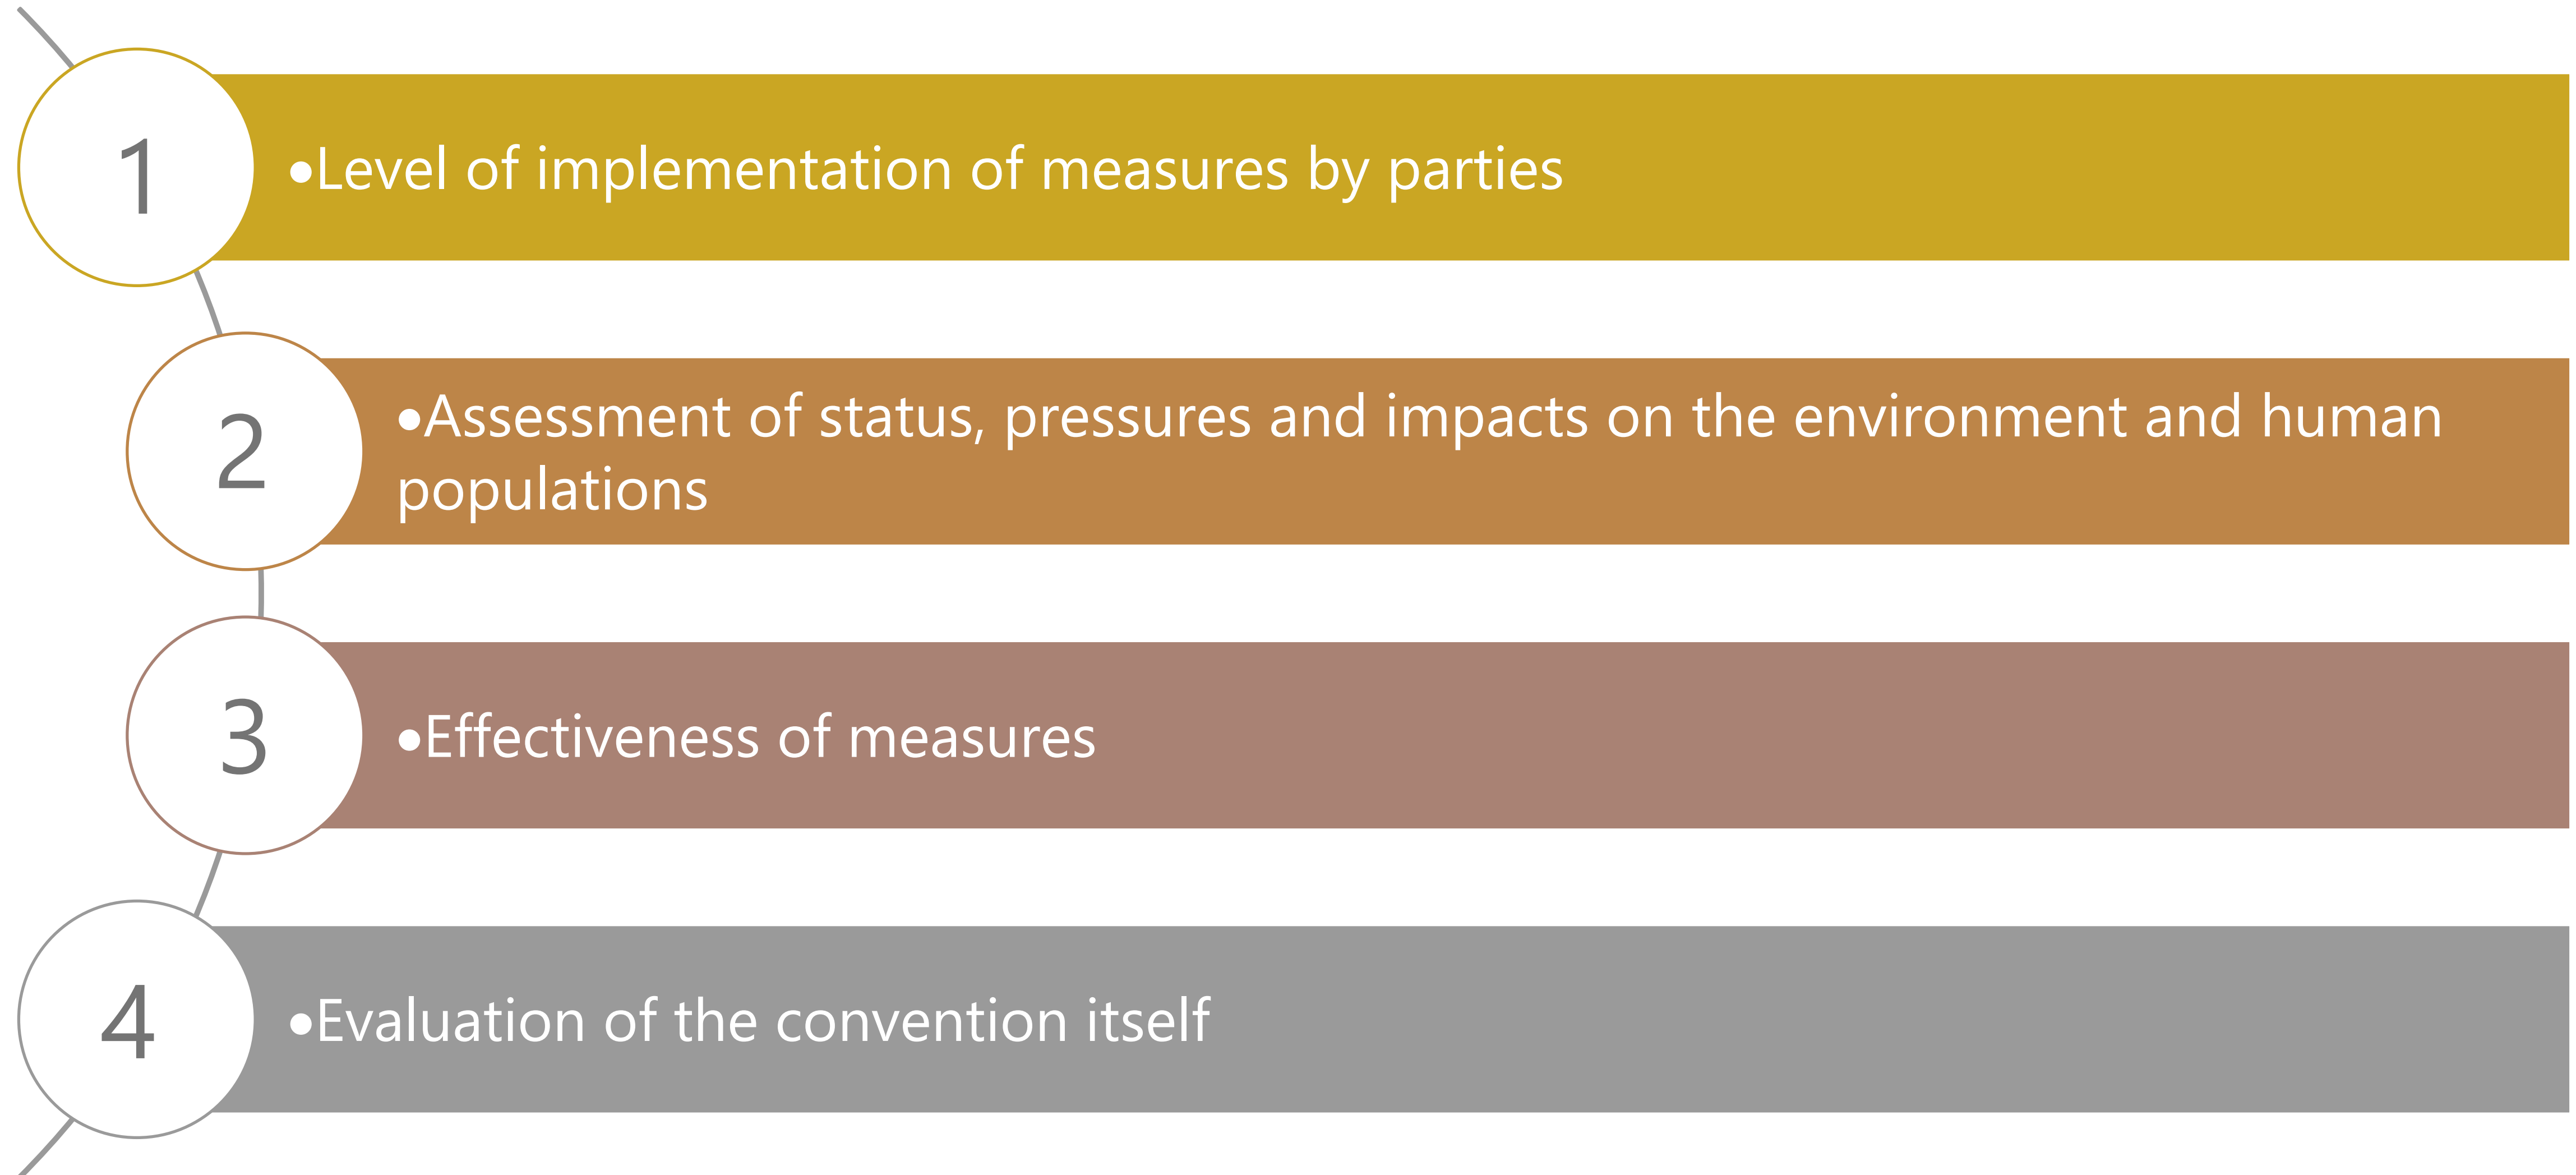 1
•Level of implementation of measures by parties
2
•Assessment of status, pressures and impacts on the environment and human
populations
3
•Effectiveness of measures
4
•Evaluation of the convention itself